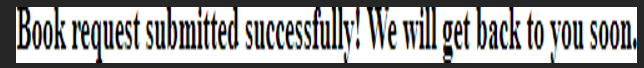 Book request submitted successfully! We will get back to you soon.